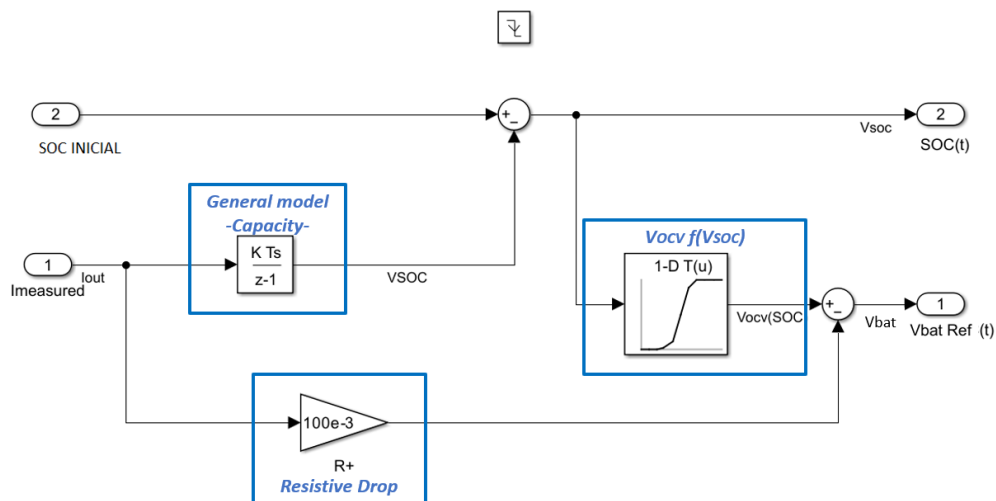 2
SOC INICIAL
+
-
Vsoc
2
SOC(t)
General model
-Capacity-
K Ts
z-1
VSOC
1
Iout
Imeasured
Vocv f(Vsoc)
1-D T(u)
Vocv(SOC
+
-
Vbat
1
Vbat Ref (t)
100e-3
R+
Resistive Drop